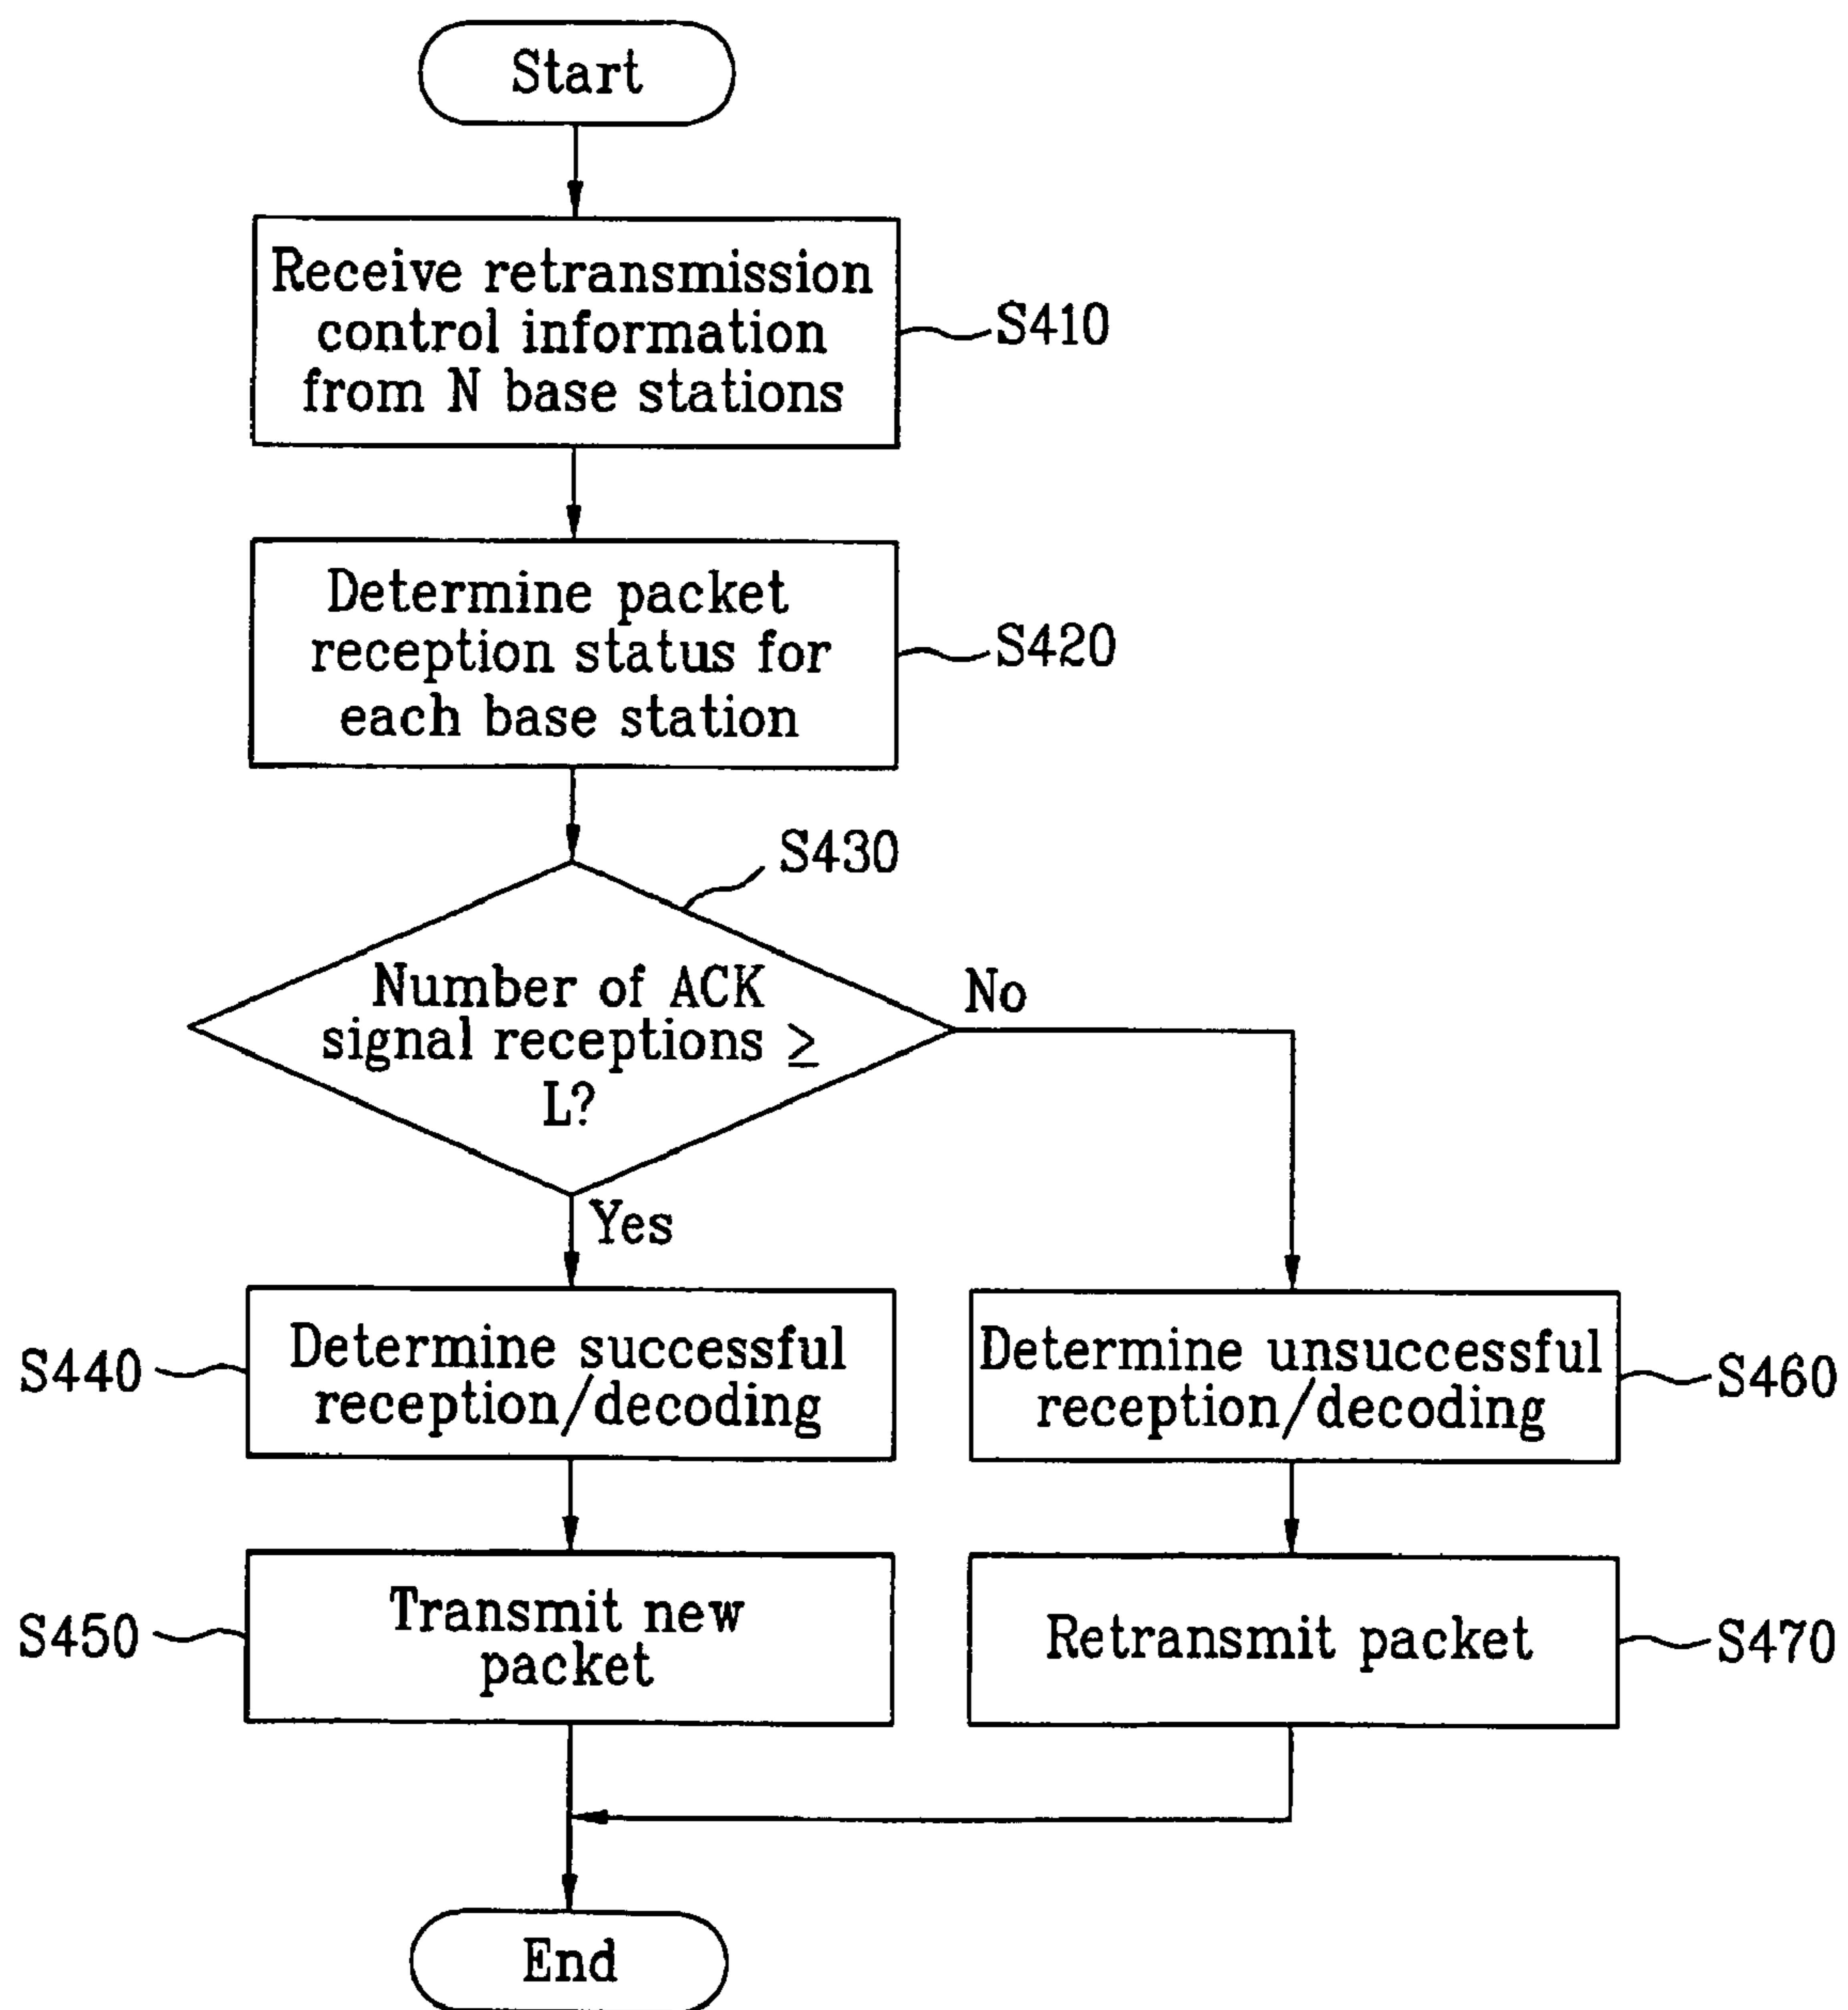 Start
Receive retransmission
control information
from N base stations
S410
Determine packet
reception status for
each base station
S420
S430
Number of ACK
signal receptions ≥
L?
No
Yes
S440
Determine successful
reception/decoding
Determine unsuccessful
reception/decoding
S460
S450
Transmit new
packet
Retransmit packet
S470
End